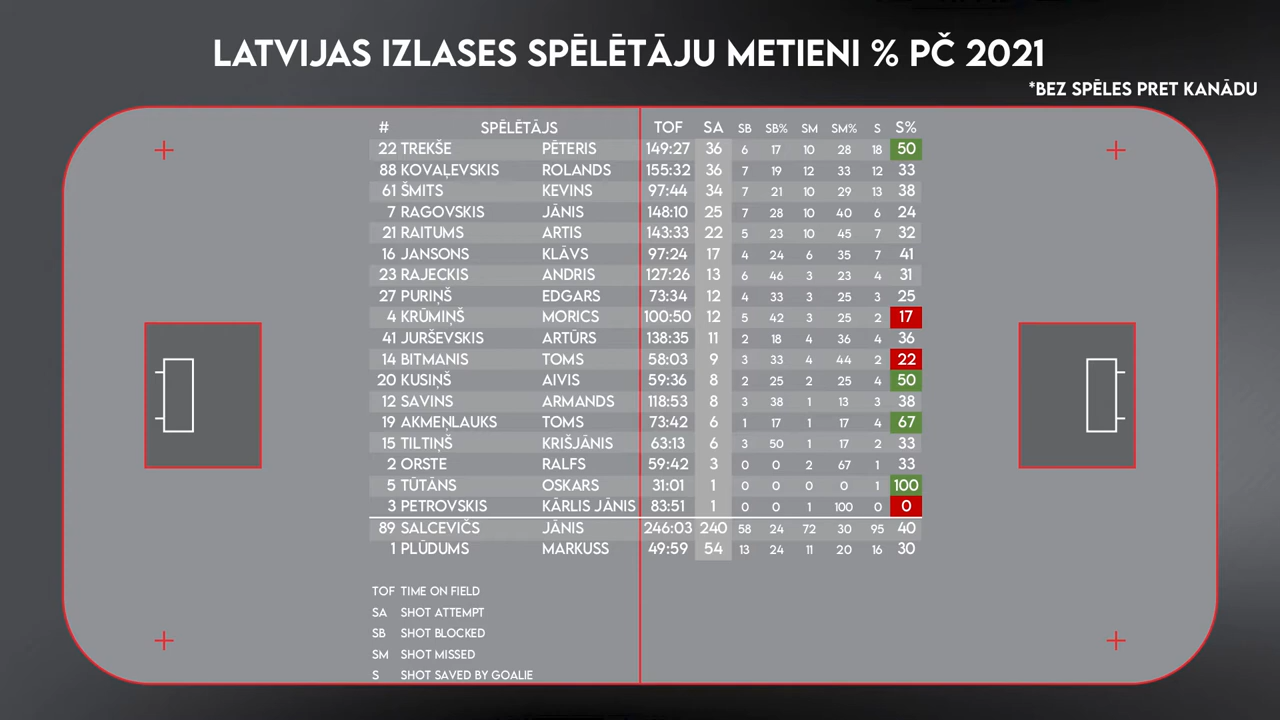 LATVIJAS IZLASES SPĒLĒTĀJU METIENI % PČ 2021
*BEZ SPĒLES PRET KANĀDU
# SPĒLĒTĀJS TOF SA SB SB% SM SM% S S%
22 TREKŠE PĒTERIS 149:27 36 6 17 10 28 18 50
88 KOVAĻEVSKIS ROLANDS 155:32 36 7 19 12 33 12 33
61 ŠMITS KEVINS 97:44 34 7 21 10 29 13 38
7 RAGOVSKIS JĀNIS 148:10 25 7 28 10 40 6 24
21 RAITUMS ARTIS 143:33 22 5 23 10 45 7 32
16 JANSONS KLĀVS 97:24 17 4 24 6 35 7 41
23 RAJECKIS ANDRIS 127:26 13 6 46 3 23 4 31
27 PURIŅŠ EDGARS 73:34 12 4 33 3 25 3 25
4 KRŪMIŅŠ MORICS 100:50 12 5 42 3 25 2 17
41 JURŠEVSKIS ARTŪRS 138:35 11 2 18 4 36 4 36
14 BITMANIS TOMS 58:03 9 3 33 4 44 2 22
20 KUSIŅŠ AIVIS 59:36 8 2 25 2 25 4 50
12 SAVINS ARMANDS 118:53 8 3 38 1 13 3 38
19 AKMEŅLAUKS TOMS 73:42 6 1 17 1 17 4 67
15 TILTIŅŠ KRIŠJĀNIS 63:13 6 3 50 1 17 2 33
2 ORSTE RALFS 59:42 3 0 0 2 67 1 33
5 TŪTĀNS OSKARS 31:01 1 0 0 0 0 1 100
3 PETROVSKIS KĀRLIS JĀNIS 83:51 1 0 0 1 100 0 0
89 SALCEVIČS JĀNIS 246:03 240 58 24 72 30 95 40
1 PLŪDUMS MARKUSS 49:59 54 13 24 11 20 16 30
TOF TIME ON FIELD
SA SHOT ATTEMPT
SB SHOT BLOCKED
SM SHOT MISSED
S SHOT SAVED BY GOALIE